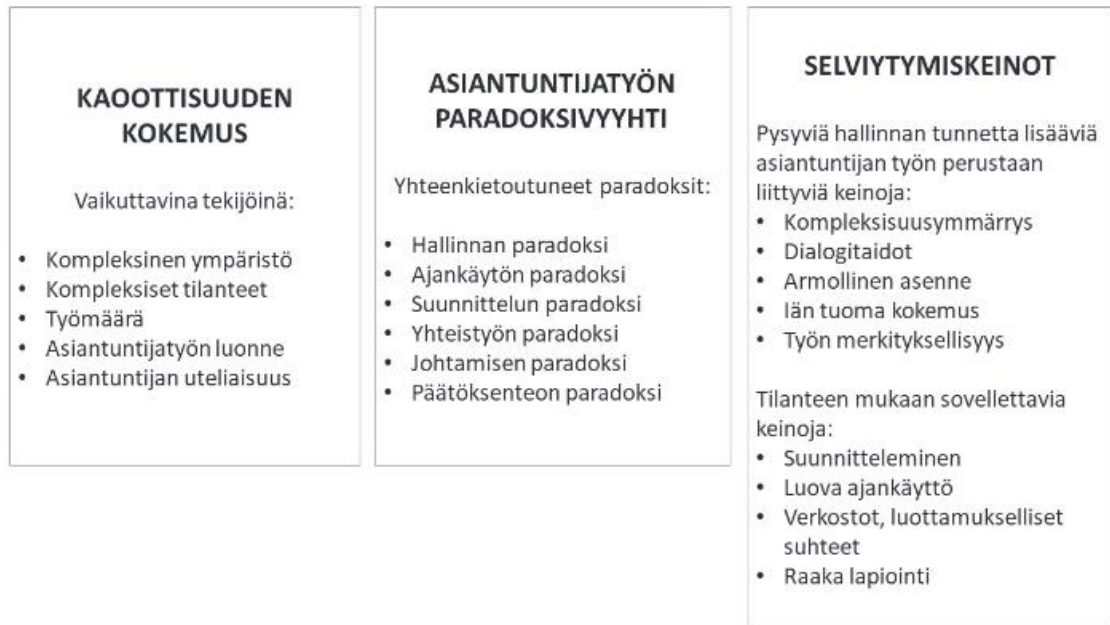 KAOOTTISUUDEN
KOKEMUS
Vaikuttavina tekijöinä:
• Kompleksinen ympäristö
• Kompleksiset tilanteet
• Työmäärä
• Asiantuntijatyön luonne
• Asiantuntijan uteliaisuus
ASIANTUNTIJATYÖN
PARADOKSIVYYHTI
Yhteenkietoutuneet paradoksit:
• Hallinnan paradoksi
• Ajankäytön paradoksi
• Suunnittelun paradoksi
• Yhteistyön paradoksi
• Johtamisen paradoksi
• Päätöksenteon paradoksi
SELVIYTYMISKEINOT
Pysyviä hallinnan tunnetta lisääviä
asiantuntijan työn perustaan
liittyviä keinoja:
• Kompleksisuusymmärrys
• Dialogitaidot
• Armollinen asenne
• Iän tuoma kokemus
• Työn merkityksellisyys
Tilanteen mukaan sovellettavia
keinoja:
• Suunnitteleminen
• Luova ajankäyttö
• Verkostot, luottamukselliset
suhteet
• Raaka lapiointi